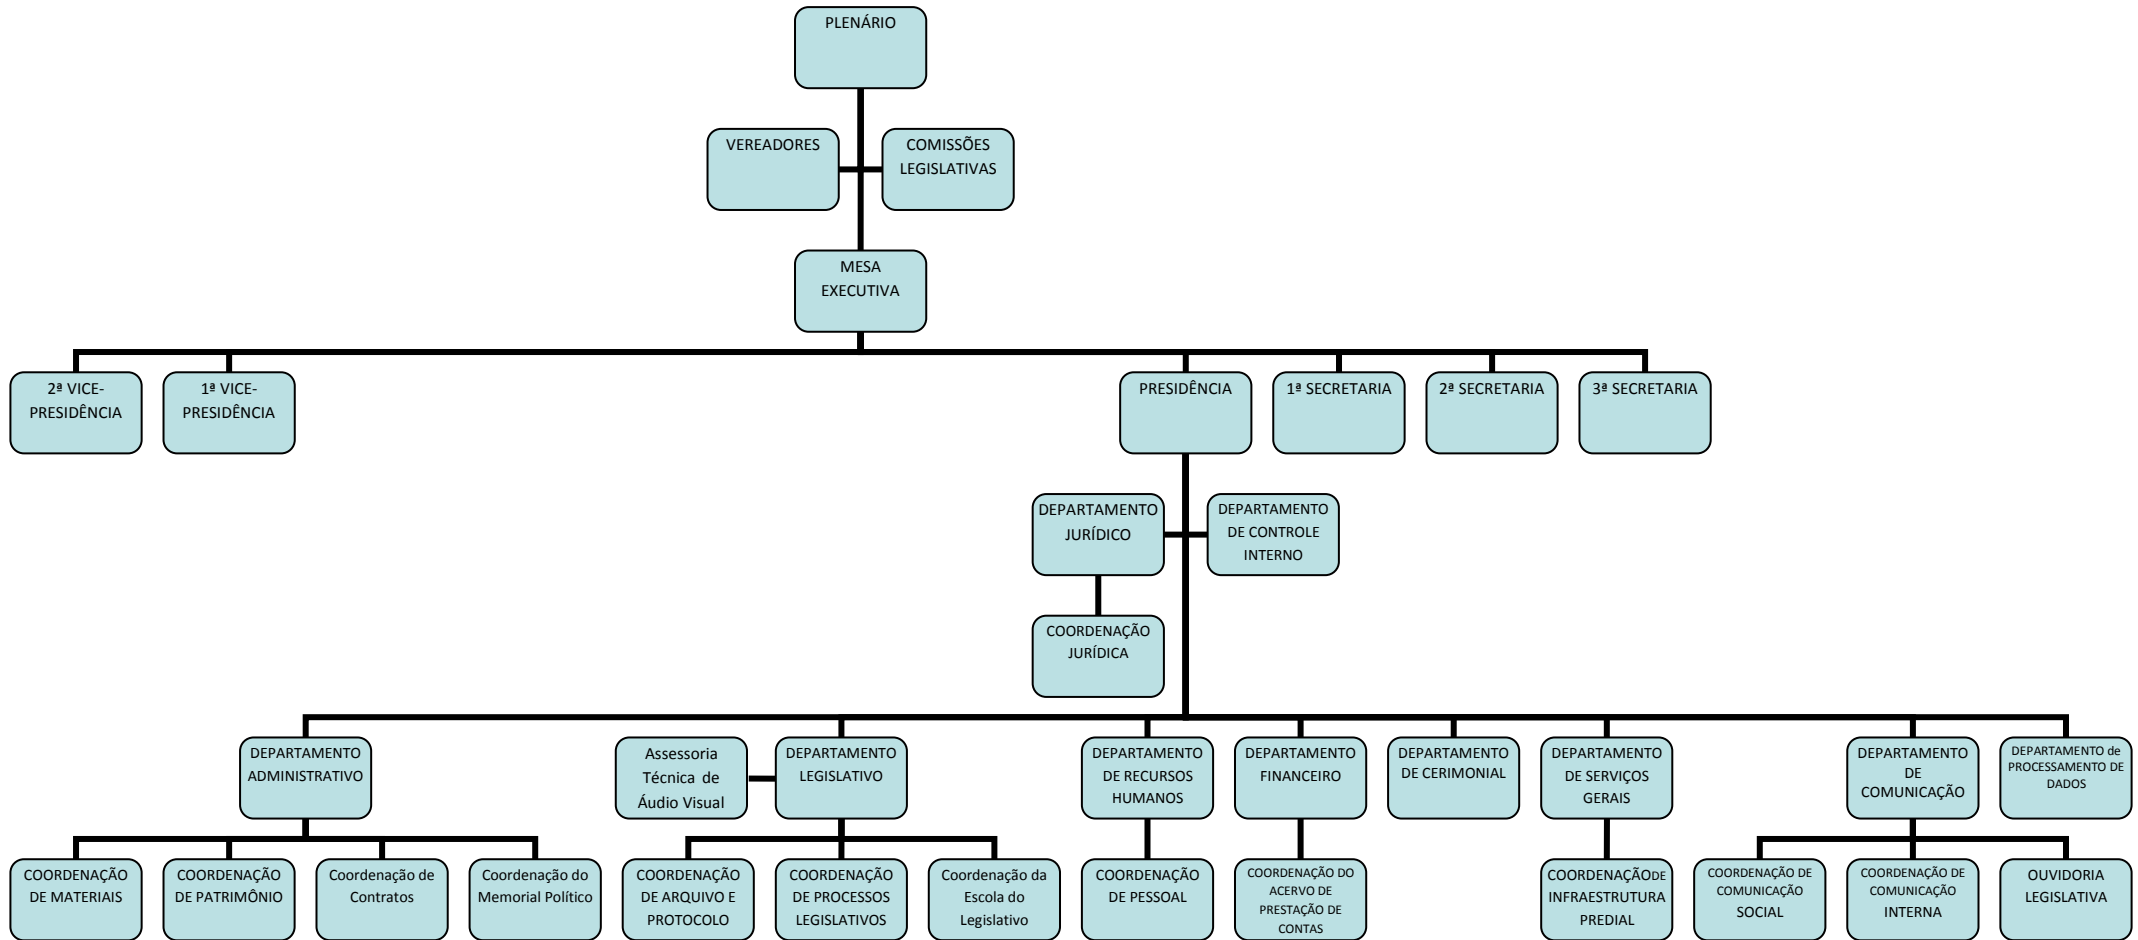 PLENÁRIO
VEREADORES
COMISSÕES
LEGISLATIVAS
MESA
EXECUTIVA
2ª VICE-
PRESIDÊNCIA
1ª VICE-
PRESIDÊNCIA
PRESIDÊNCIA
1ª SECRETARIA
2ª SECRETARIA
3ª SECRETARIA
DEPARTAMENTO
JURÍDICO
DEPARTAMENTO
DE CONTROLE
INTERNO
COORDENAÇÃO
JURÍDICA
DEPARTAMENTO
ADMINISTRATIVO
Assessoria
Técnica de
Áudio Visual
DEPARTAMENTO
LEGISLATIVO
DEPARTAMENTO
DE RECURSOS
HUMANOS
DEPARTAMENTO
FINANCEIRO
DEPARTAMENTO
DE CERIMONIAL
DEPARTAMENTO
DE SERVIÇOS
GERAIS
DEPARTAMENTO
DE
COMUNICAÇÃO
DEPARTAMENTO de
PROCESSAMENTO DE
DADOS
COORDENAÇÃO
DE MATERIAIS
COORDENAÇÃO
DE PATRIMÔNIO
Coordenação de
Contratos
Coordenação do
Memorial Político
COORDENAÇÃO
DE ARQUIVO E
PROTOCOLO
COORDENAÇÃO
DE PROCESSOS
LEGISLATIVOS
Coordenação da
Escola do
Legislativo
COORDENAÇÃO
DE PESSOAL
COORDENAÇÃO DO
ACERVO DE
PRESTAÇÃO DE
CONTAS
COORDENAÇÃODE
INFRAESTRUTURA
PREDIAL
COORDENAÇÃO DE
COMUNICAÇÃO
SOCIAL
COORDENAÇÃO DE
COMUNICAÇÃO
INTERNA
OUVIDORIA
LEGISLATIVA